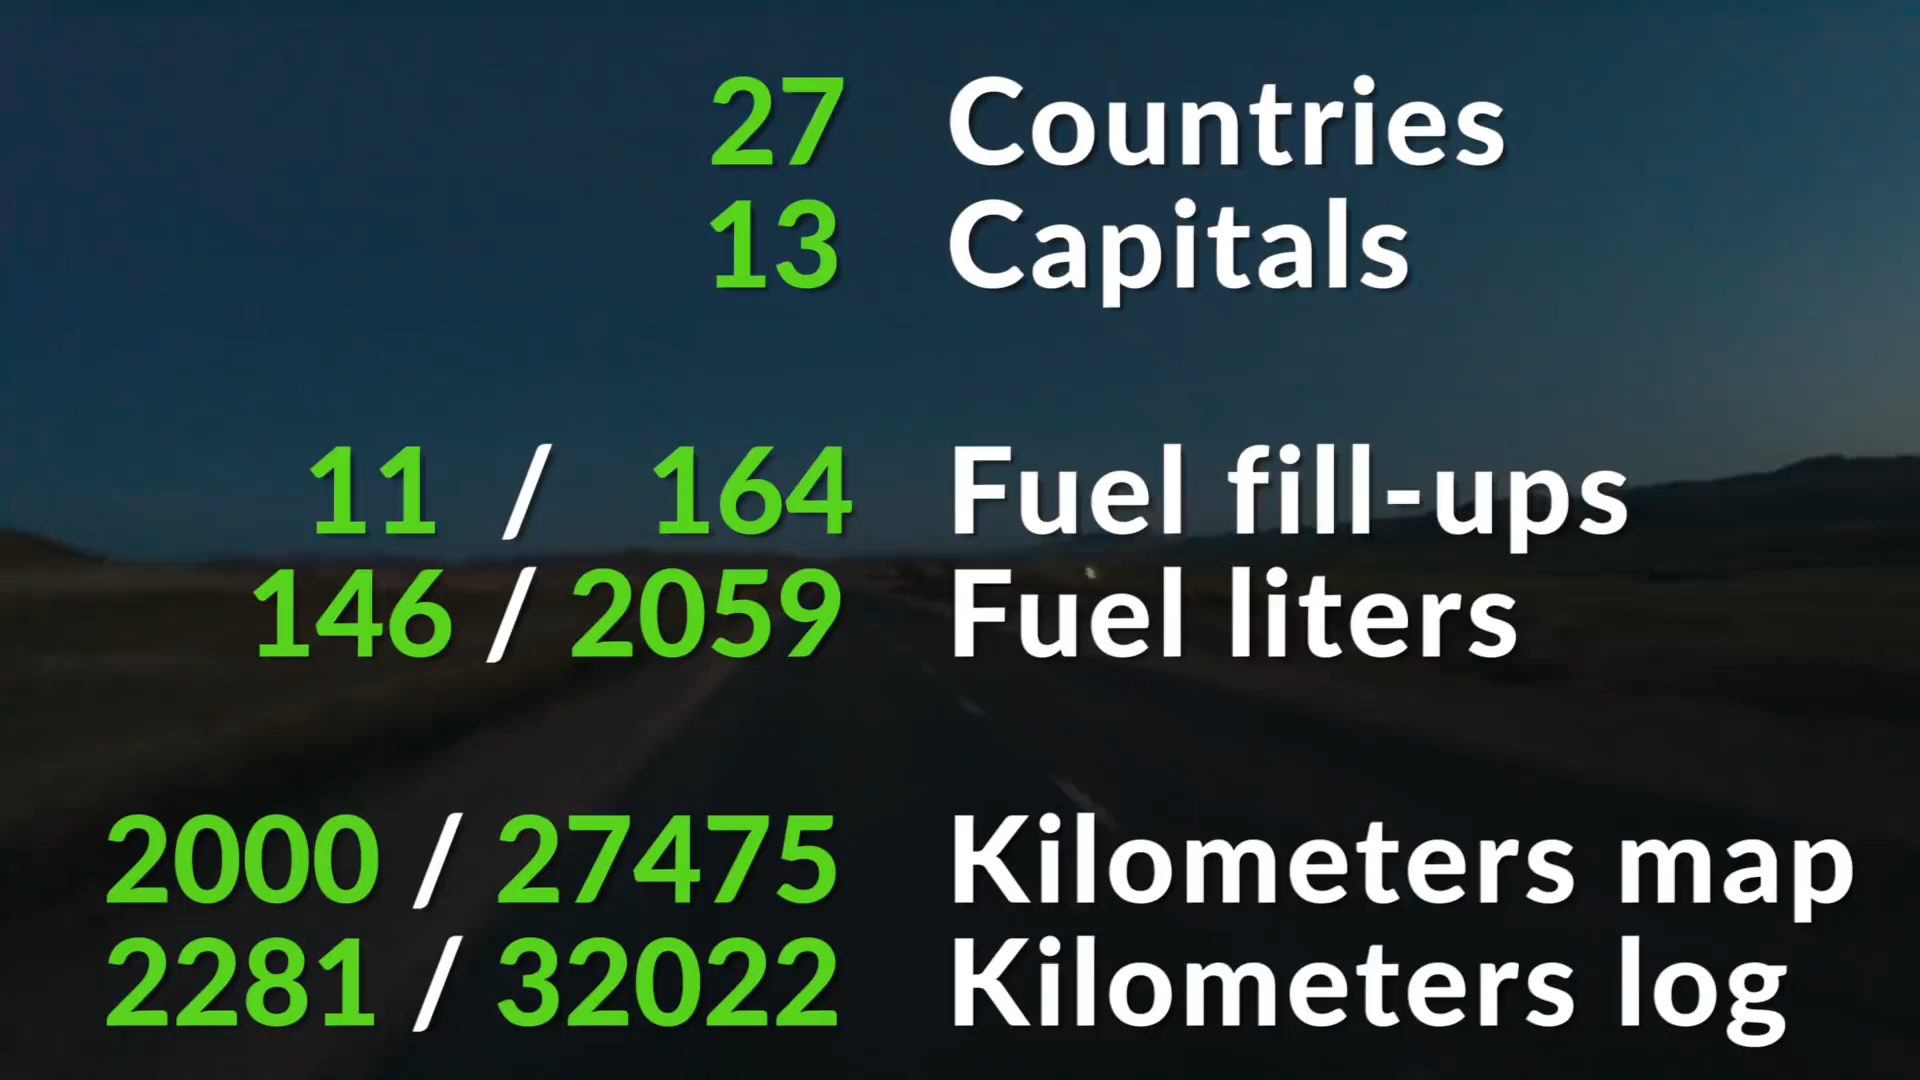 27 Countries
13 Capitals
11 / 164 Fuel fill-ups
146 / 2059 Fuel liters
2000 / 27475 Kilometers map
2281 / 32022 Kilometers log